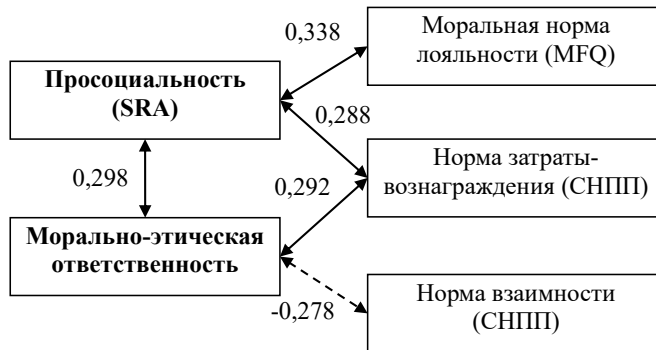 0,338
Моральная норма
лояльности (MFQ)
Просоциальность
(SRA)
0,288
0,298
0,292
Норма затраты-
вознаграждения (СНПП)
Морально-этическая
ответственность
-0,278
Норма взаимности
(СНПП)